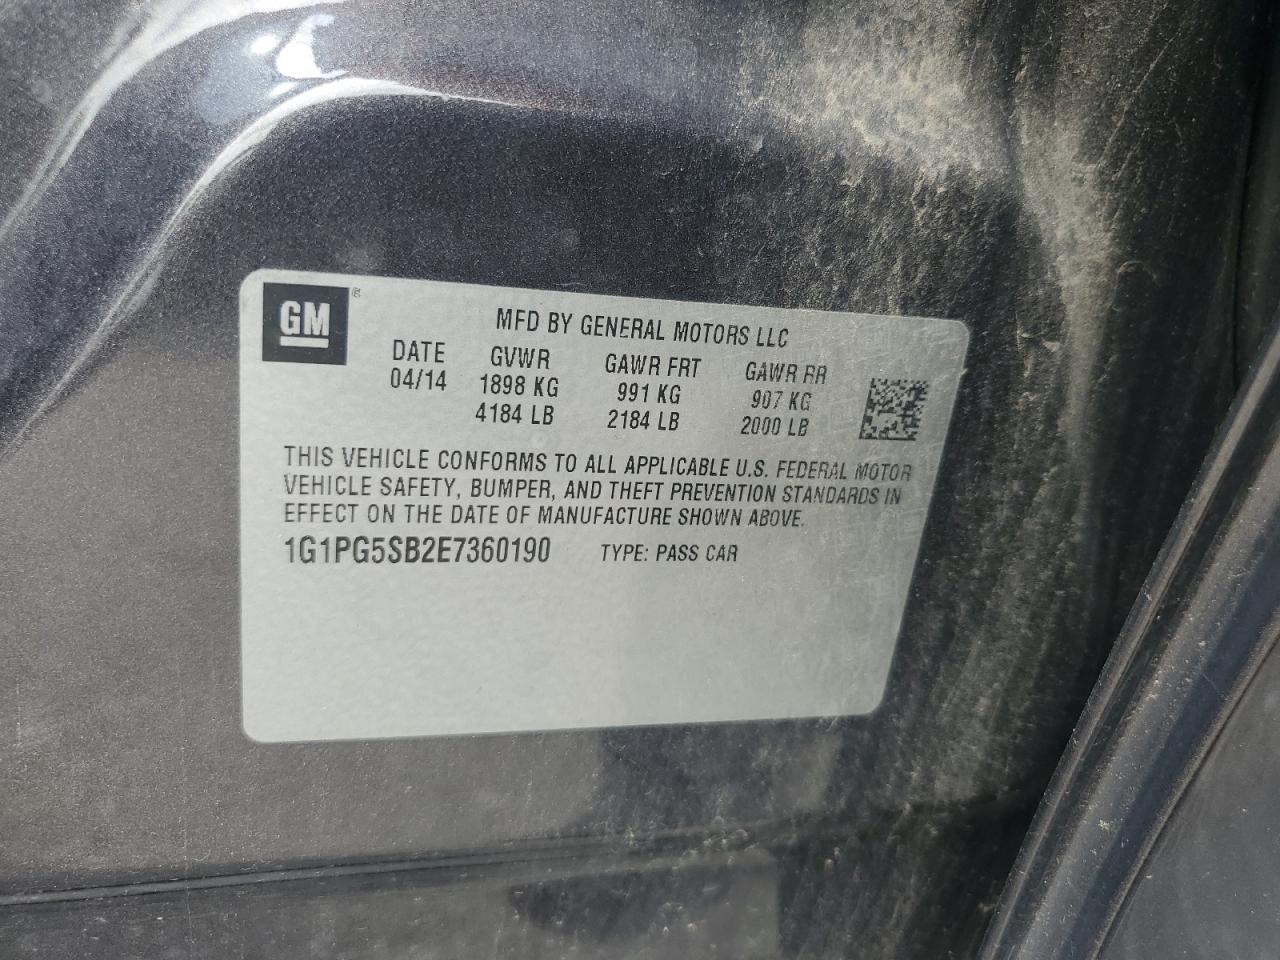 GM
MFD BY GENERAL MOTORS LLC
DATE GVWR GAWR FRT GAWR RR
04/14 1898 KG 991 KG 907 KG
4184 LB 2184 LB 2000 LB
THIS VEHICLE CONFORMS TO ALL APPLICABLE U.S. FEDERAL MOTOR
VEHICLE SAFETY, BUMPER, AND THEFT PREVENTION STANDARDS IN
EFFECT ON THE DATE OF MANUFACTURE SHOWN ABOVE.
1G1PG5SB2E7360190 TYPE: PASS CAR